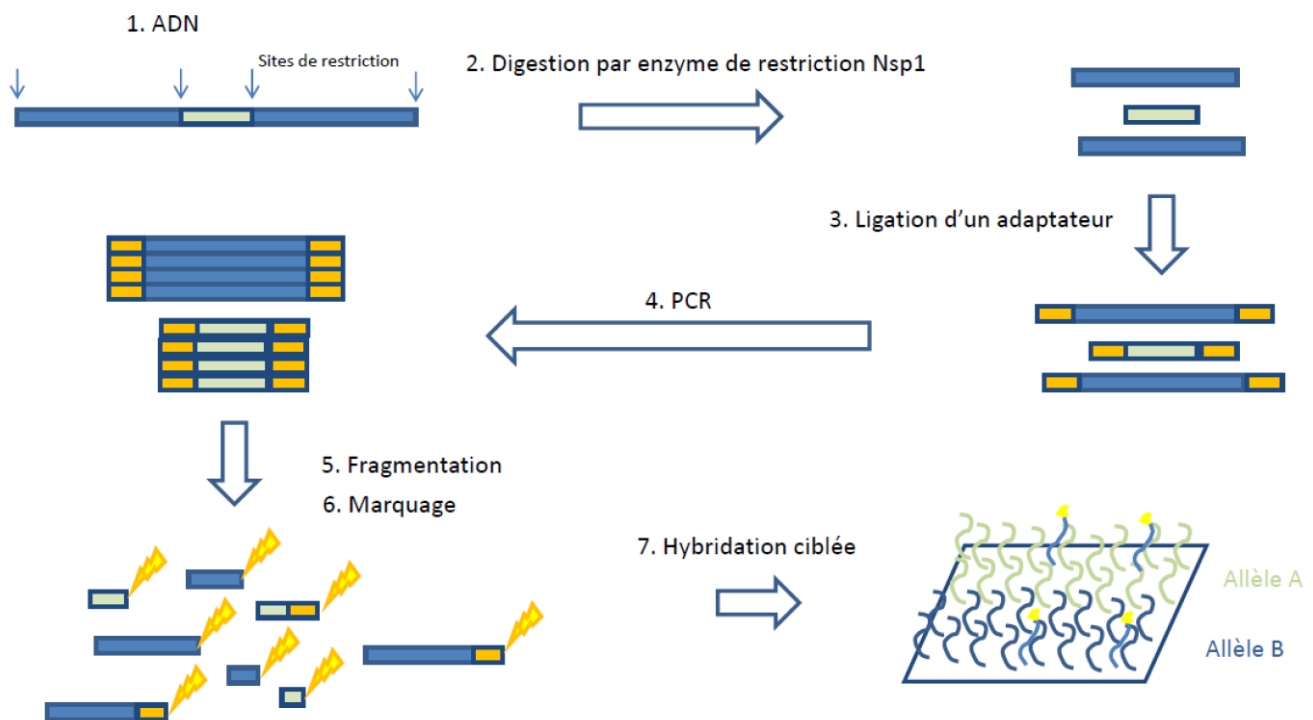 1. ADN
Sites de restriction
2. Digestion par enzyme de restriction Nsp1
3. Ligation d'un adaptateur
4. PCR
5. Fragmentation
6. Marquage
7. Hybridation ciblée
Allèle A
Allèle B